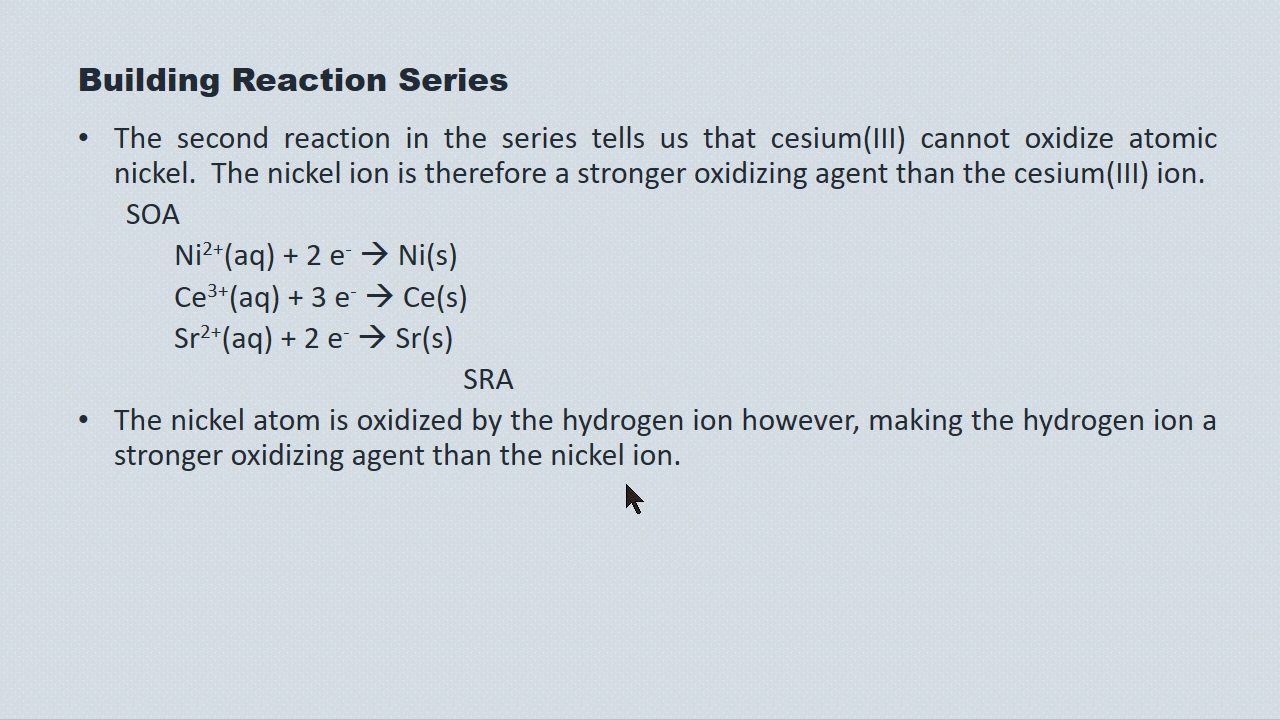 Building Reaction Series
• The second reaction in the series tells us that cesium(III) cannot oxidize atomic
nickel. The nickel ion is therefore a stronger oxidizing agent than the cesium(III) ion.
SOA
Ni²⁺(aq) + 2 e⁻ → Ni(s)
Ce³⁺(aq) + 3 e⁻ → Ce(s)
Sr²⁺(aq) + 2 e⁻ → Sr(s)
SRA
• The nickel atom is oxidized by the hydrogen ion however, making the hydrogen ion a
stronger oxidizing agent than the nickel ion.